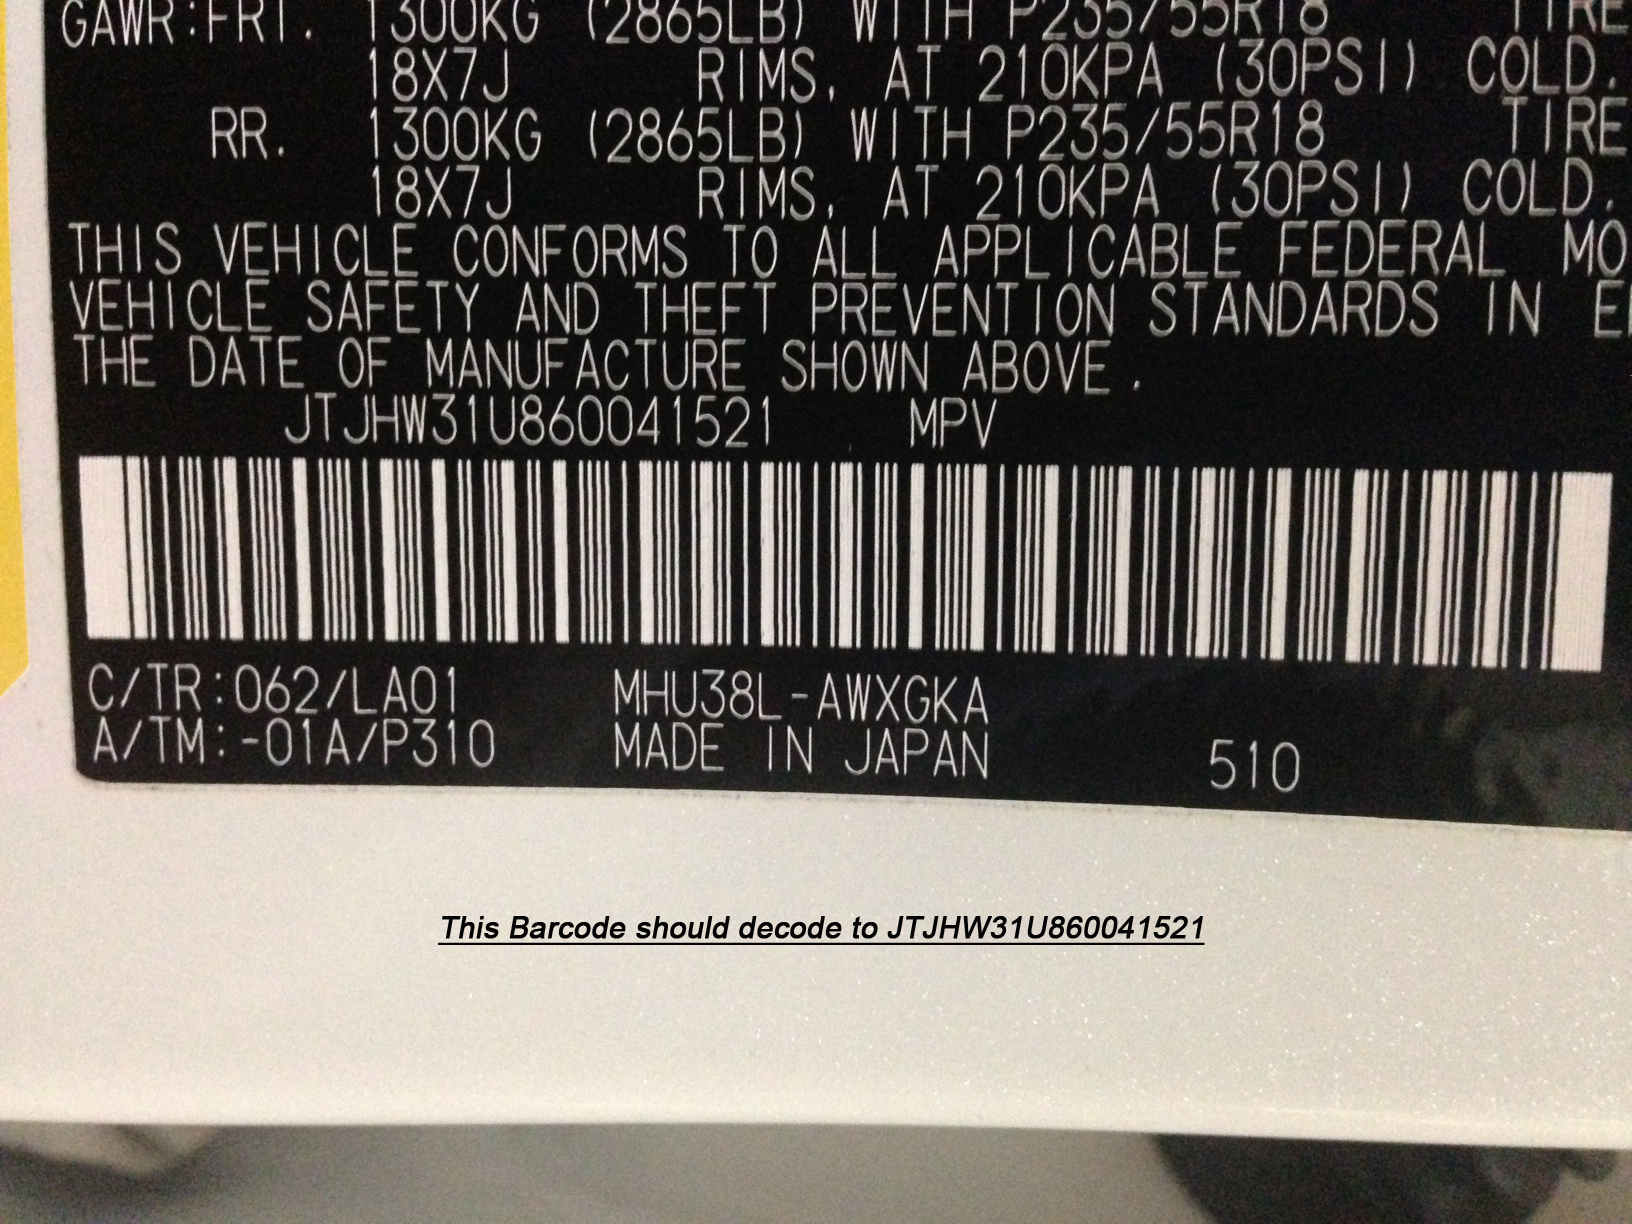 GAWR:FRT. 1300KG (2865LB) WITH P235/55R18 TIRE
18X7J RIMS, AT 210KPA (30PSI) COLD.
RR. 1300KG (2865LB) WITH P235/55R18 TIRE
18X7J RIMS, AT 210KPA (30PSI) COLD.
THIS VEHICLE CONFORMS TO ALL APPLICABLE FEDERAL MO
VEHICLE SAFETY AND THEFT PREVENTION STANDARDS IN E
THE DATE OF MANUFACTURE SHOWN ABOVE.
JTJHW31U860041521 MPV
C/TR:062/LA01 MHU38L-AWXGKA
A/TM:-01A/P310 MADE IN JAPAN 510
This Barcode should decode to JTJHW31U860041521